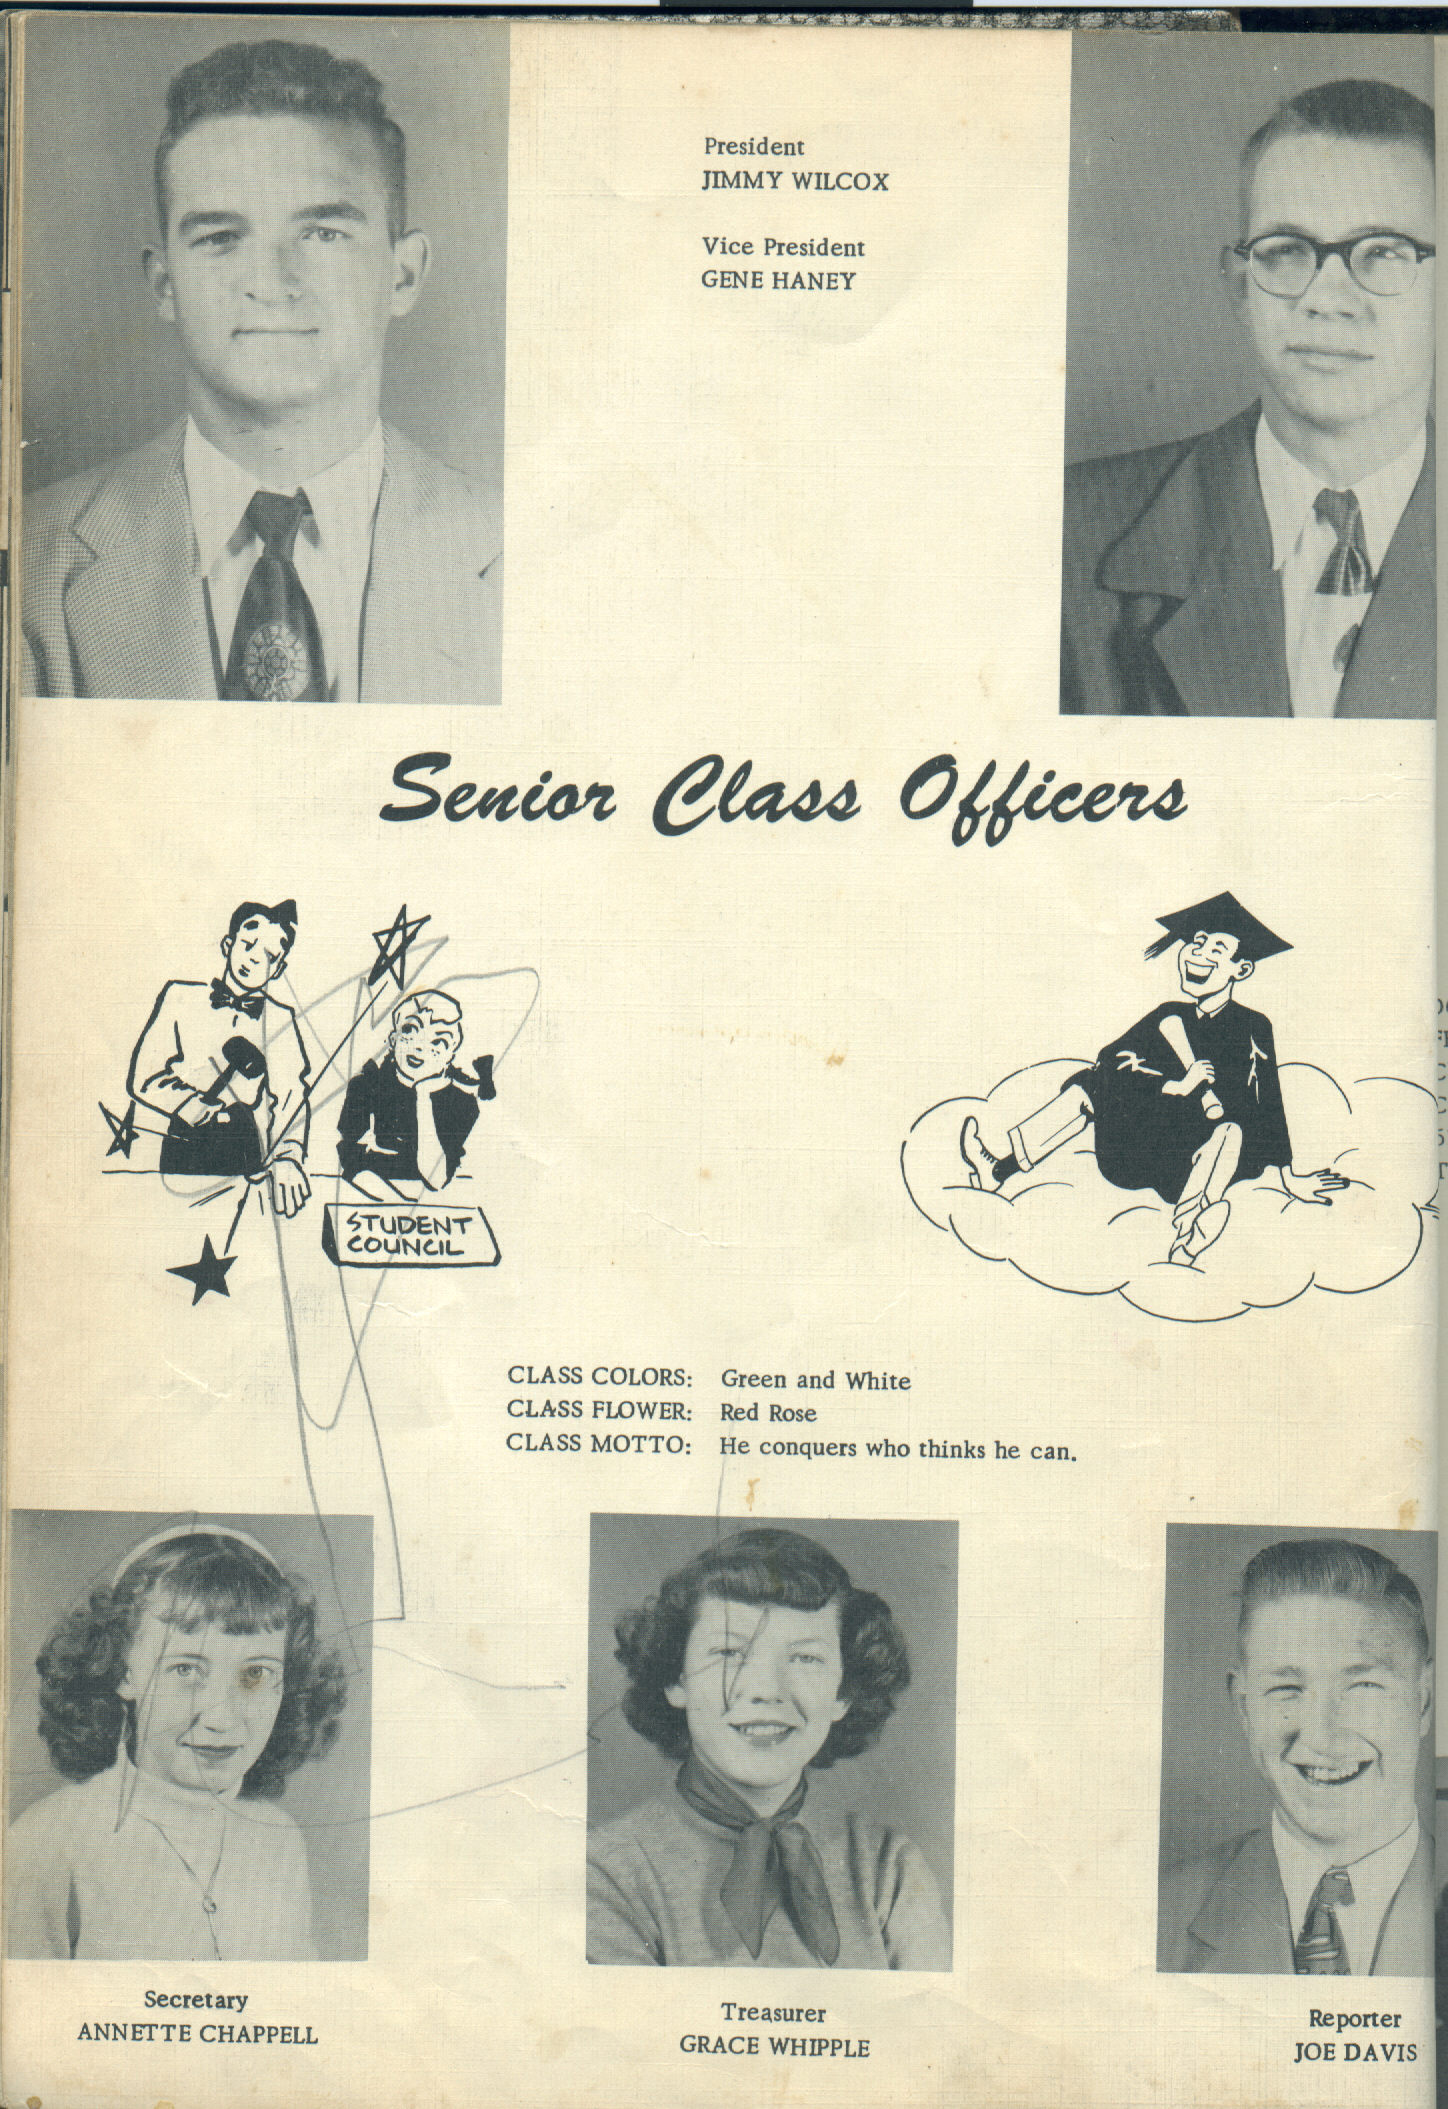 President
JIMMY WILCOX
Vice President
GENE HANEY
Senior Class Officers
STUDENT
COUNCIL
CLASS COLORS: Green and White
CLASS FLOWER: Red Rose
CLASS MOTTO: He conquers who thinks he can.
Secretary
ANNETTE CHAPPELL
Treasurer
GRACE WHIPPLE
Reporter
JOE DAVIS